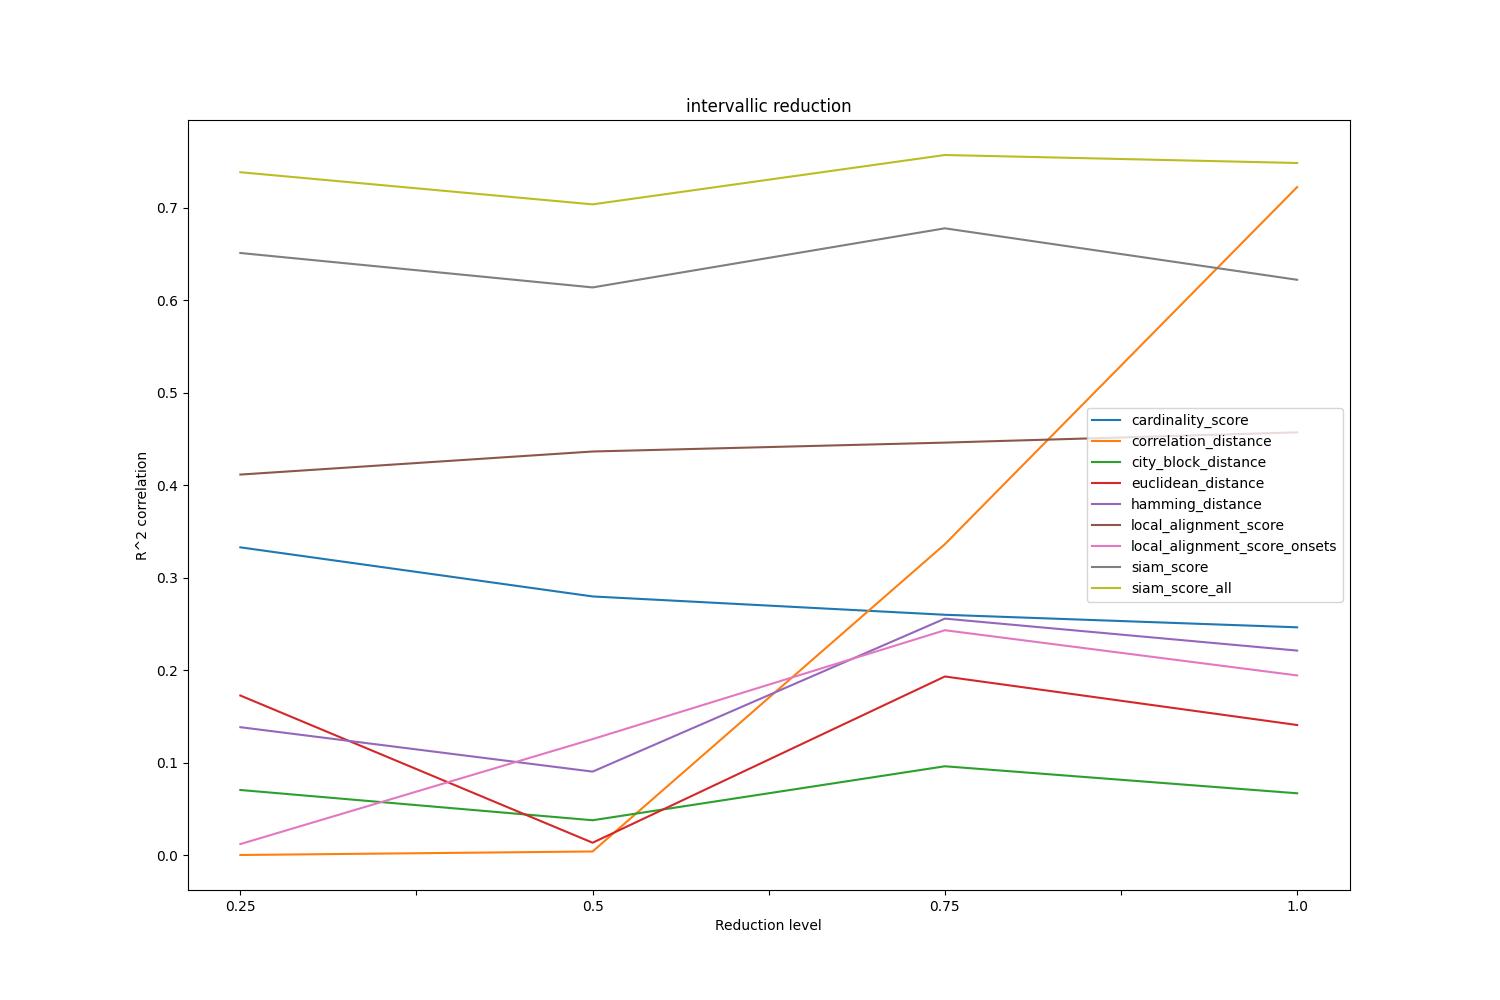 intervallic reduction
0.7
0.6
0.5
0.4
0.3
0.2
0.1
0.0
R^2 correlation
cardinality_score
correlation_distance
city_block_distance
euclidean_distance
hamming_distance
local_alignment_score
local_alignment_score_onsets
siam_score
siam_score_all
0.25 0.5 0.75 1.0
Reduction level